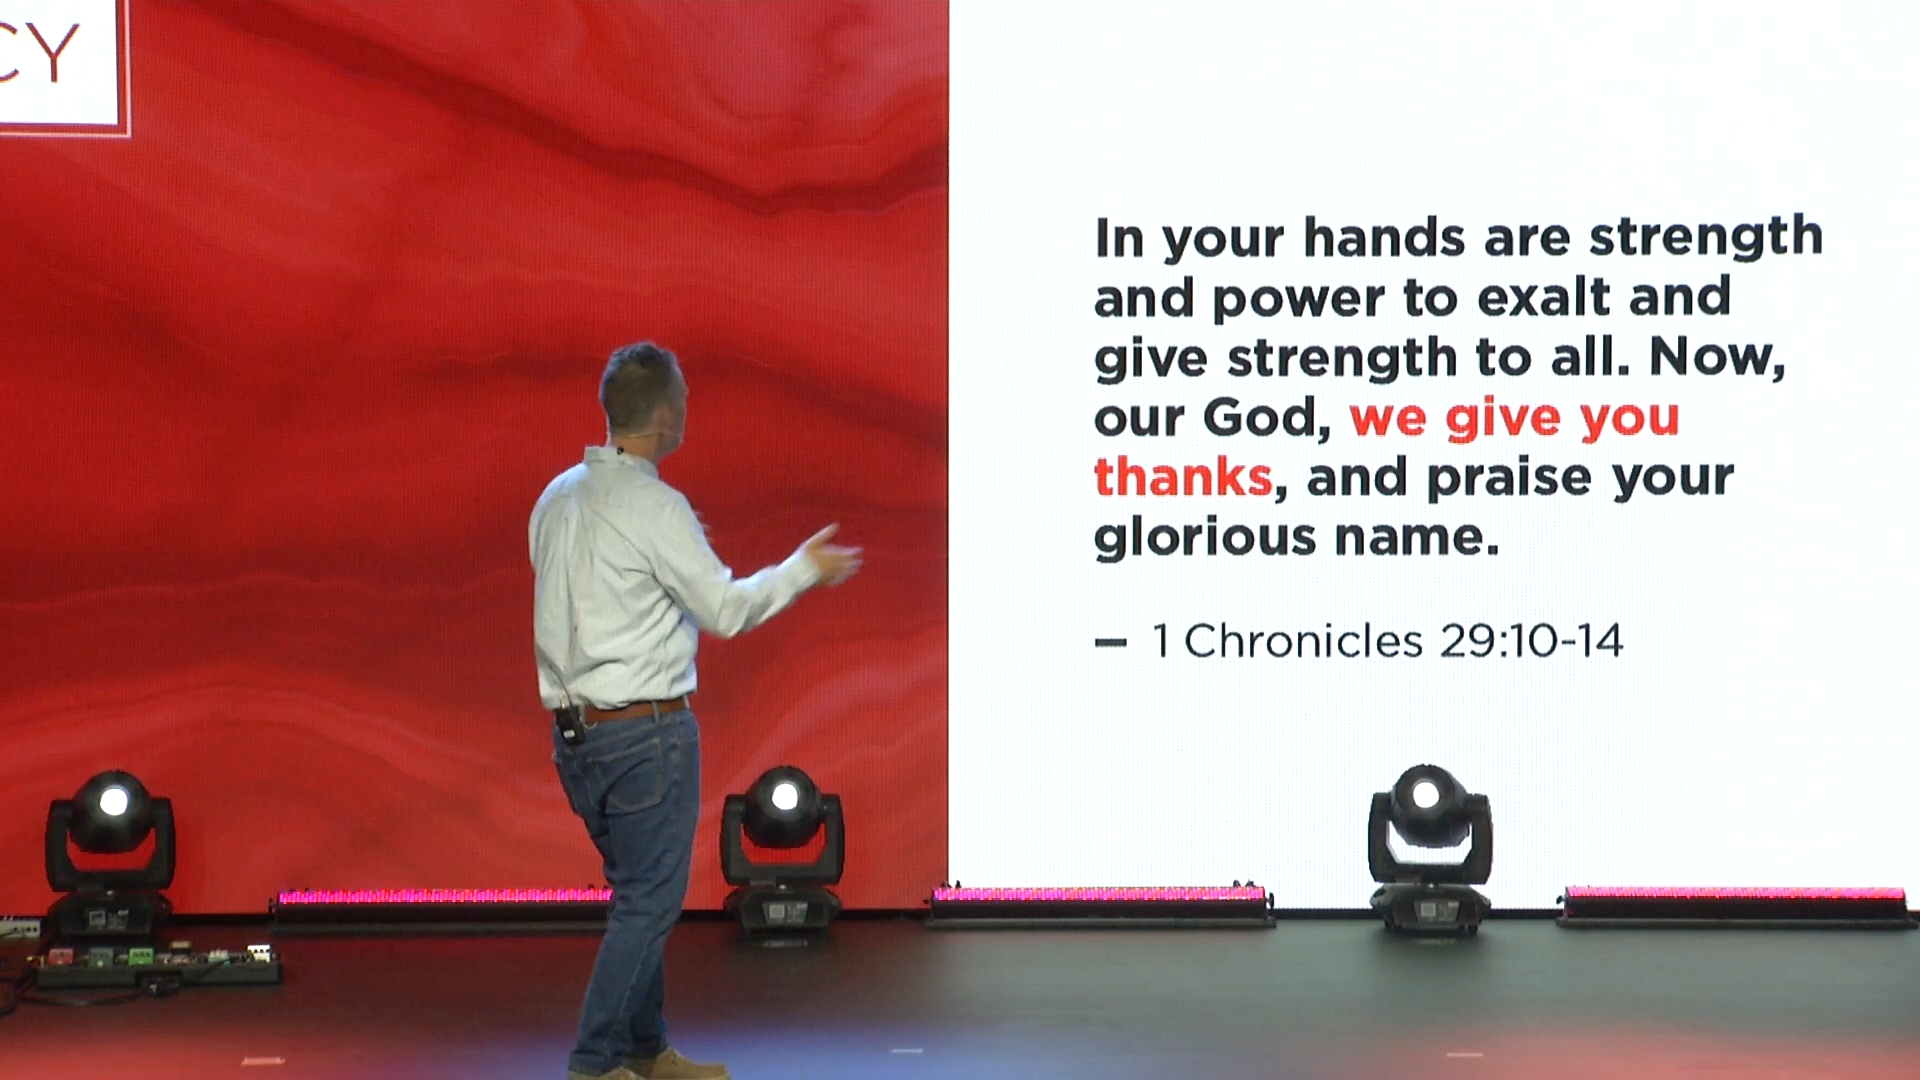 CY
In your hands are strength
and power to exalt and
give strength to all. Now,
our God, we give you
thanks, and praise your
glorious name.
— 1 Chronicles 29:10-14